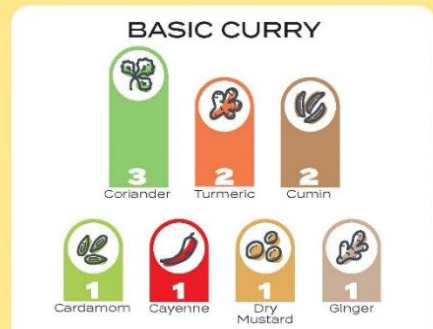 BASIC CURRY
3 2 2
Coriander Turmeric Cumin
1 1 1 1
Cardamom Cayenne Dry Ginger
Mustard